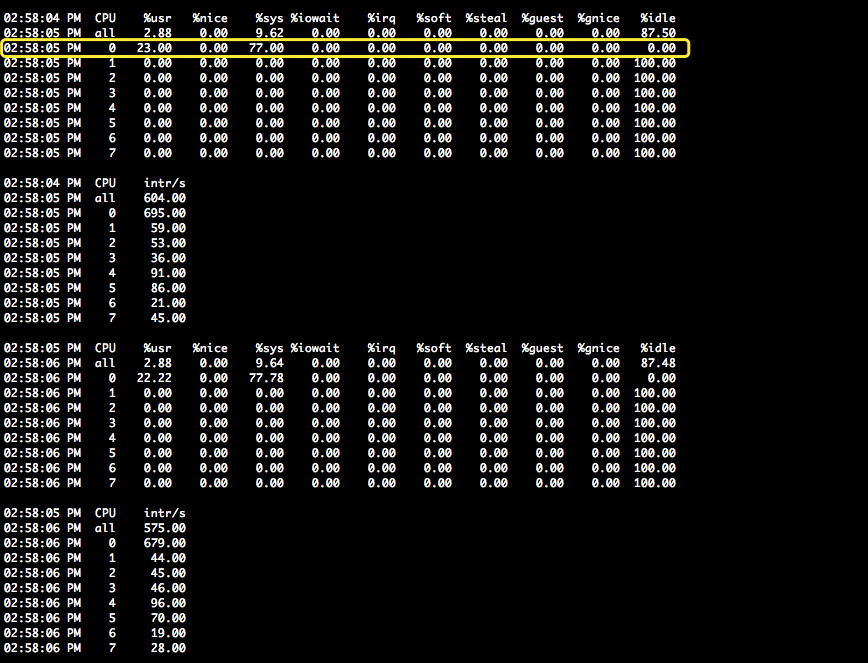 02:58:04 PM CPU %usr %nice %sys %iowait %irq %soft %steal %guest %gnice %idle
02:58:05 PM all 2.88 0.00 9.62 0.00 0.00 0.00 0.00 0.00 0.00 87.50
02:58:05 PM 0 23.00 0.00 77.00 0.00 0.00 0.00 0.00 0.00 0.00 0.00
02:58:05 PM 1 0.00 0.00 0.00 0.00 0.00 0.00 0.00 0.00 0.00 100.00
02:58:05 PM 2 0.00 0.00 0.00 0.00 0.00 0.00 0.00 0.00 0.00 100.00
02:58:05 PM 3 0.00 0.00 0.00 0.00 0.00 0.00 0.00 0.00 0.00 100.00
02:58:05 PM 4 0.00 0.00 0.00 0.00 0.00 0.00 0.00 0.00 0.00 100.00
02:58:05 PM 5 0.00 0.00 0.00 0.00 0.00 0.00 0.00 0.00 0.00 100.00
02:58:05 PM 6 0.00 0.00 0.00 0.00 0.00 0.00 0.00 0.00 0.00 100.00
02:58:05 PM 7 0.00 0.00 0.00 0.00 0.00 0.00 0.00 0.00 0.00 100.00
02:58:04 PM CPU intr/s
02:58:05 PM all 604.00
02:58:05 PM 0 695.00
02:58:05 PM 1 59.00
02:58:05 PM 2 53.00
02:58:05 PM 3 36.00
02:58:05 PM 4 91.00
02:58:05 PM 5 86.00
02:58:05 PM 6 21.00
02:58:05 PM 7 45.00
02:58:05 PM CPU %usr %nice %sys %iowait %irq %soft %steal %guest %gnice %idle
02:58:06 PM all 2.88 0.00 9.64 0.00 0.00 0.00 0.00 0.00 0.00 87.48
02:58:06 PM 0 22.22 0.00 77.78 0.00 0.00 0.00 0.00 0.00 0.00 0.00
02:58:06 PM 1 0.00 0.00 0.00 0.00 0.00 0.00 0.00 0.00 0.00 100.00
02:58:06 PM 2 0.00 0.00 0.00 0.00 0.00 0.00 0.00 0.00 0.00 100.00
02:58:06 PM 3 0.00 0.00 0.00 0.00 0.00 0.00 0.00 0.00 0.00 100.00
02:58:06 PM 4 0.00 0.00 0.00 0.00 0.00 0.00 0.00 0.00 0.00 100.00
02:58:06 PM 5 0.00 0.00 0.00 0.00 0.00 0.00 0.00 0.00 0.00 100.00
02:58:06 PM 6 0.00 0.00 0.00 0.00 0.00 0.00 0.00 0.00 0.00 100.00
02:58:06 PM 7 0.00 0.00 0.00 0.00 0.00 0.00 0.00 0.00 0.00 100.00
02:58:05 PM CPU intr/s
02:58:06 PM all 575.00
02:58:06 PM 0 679.00
02:58:06 PM 1 44.00
02:58:06 PM 2 45.00
02:58:06 PM 3 46.00
02:58:06 PM 4 96.00
02:58:06 PM 5 70.00
02:58:06 PM 6 19.00
02:58:06 PM 7 28.00